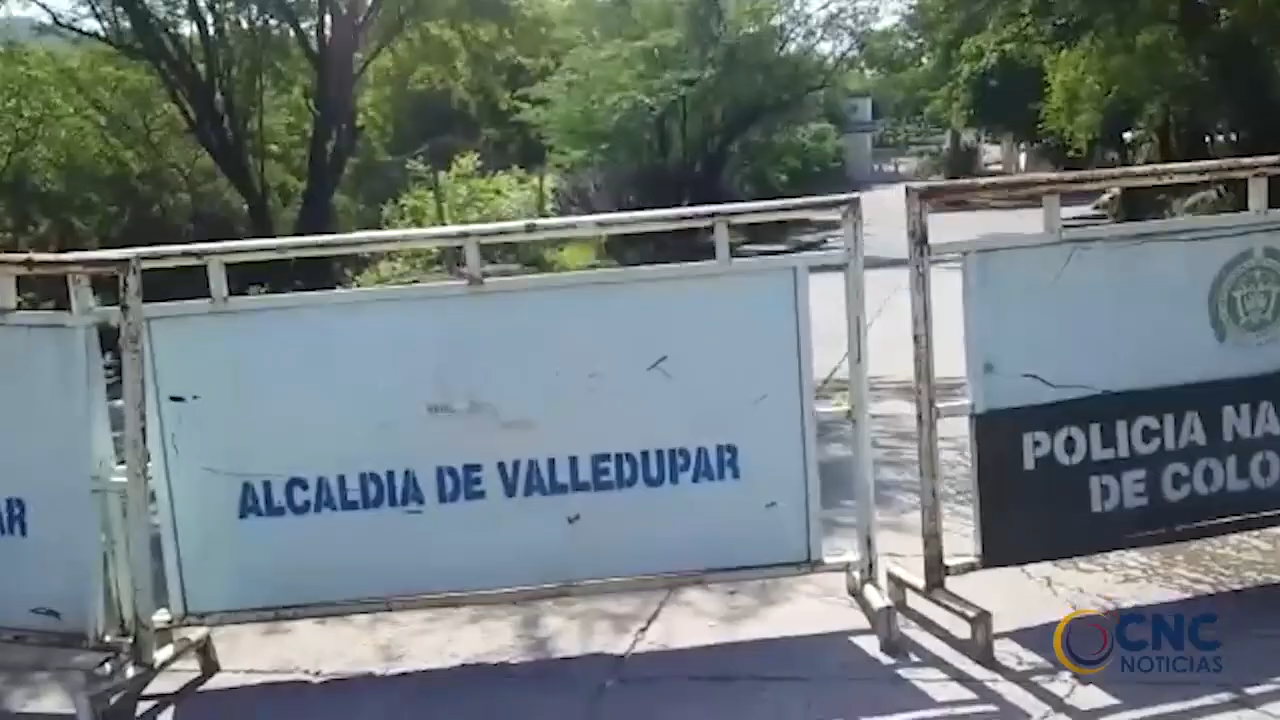 AR
ALCALDIA DE VALLEDUPAR
POLICIA NA
DE COLO
CNC
NOTICIAS